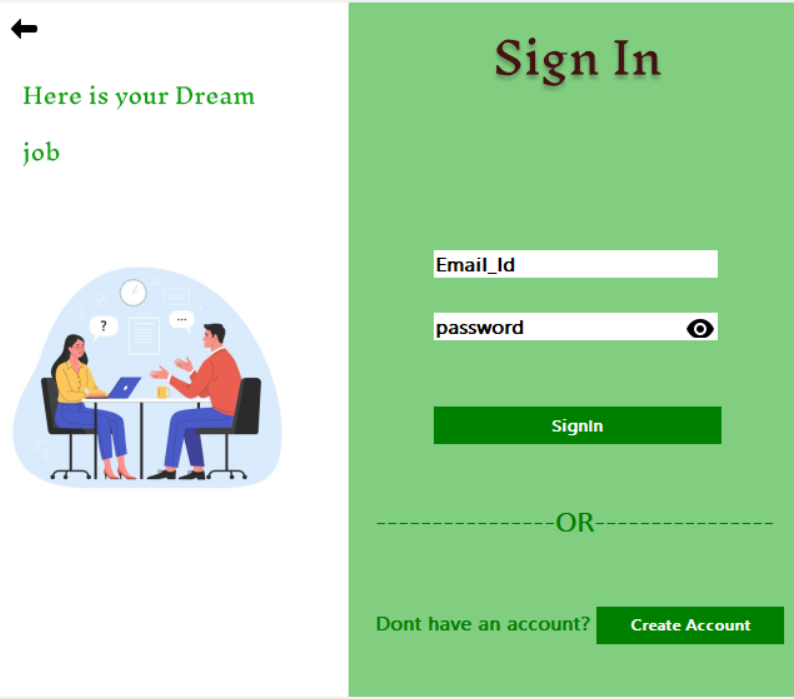 Here is your Dream
job
?
...
Sign In
Email_Id
password
SignIn
----------------OR----------------
Dont have an account? Create Account